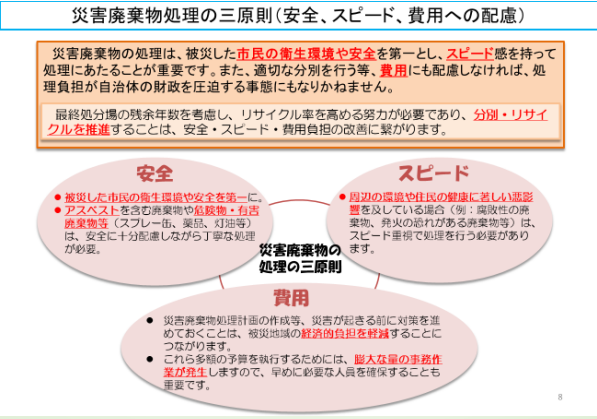 災害廃棄物処理の三原則(安全、スピード、費用への配慮)
災害廃棄物の処理は、被災した市民の衛生環境や安全を第一とし、スピード感を持って
処理にあたることが重要です。また、適切な分別を行う等、費用にも配慮しなければ、処
理負担が自治体の財政を圧迫する事態にもなりかねません。
最終処分場の残余年数を考慮し、リサイクル率を高める努力が必要であり、分別・リサイ
クルを推進することは、安全・スピード・費用負担の改善に繋がります。
安全
● 被災した市民の衛生環境や安全を第一に。
● アスベストを含む廃棄物や危険物・有害
廃棄物等（スプレー缶、薬品、灯油等）
は、安全に十分配慮しながら丁寧な処理
が必要。
スピード
● 周辺の環境や住民の健康に著しい悪影
響を及している場合（例：腐敗性の廃
棄物、発火の恐れがある廃棄物等）は、
スピード重視で処理を行う必要があり
ます。
災害廃棄物の
処理の三原則
費用
● 災害廃棄物処理計画の作成等、災害が起きる前に対策を進
めておくことは、被災地域の経済的負担を軽減することに
つながります。
● これら多額の予算を執行するためには、膨大な量の事務作
業が発生しますので、早めに必要な人員を確保することも
重要です。
8